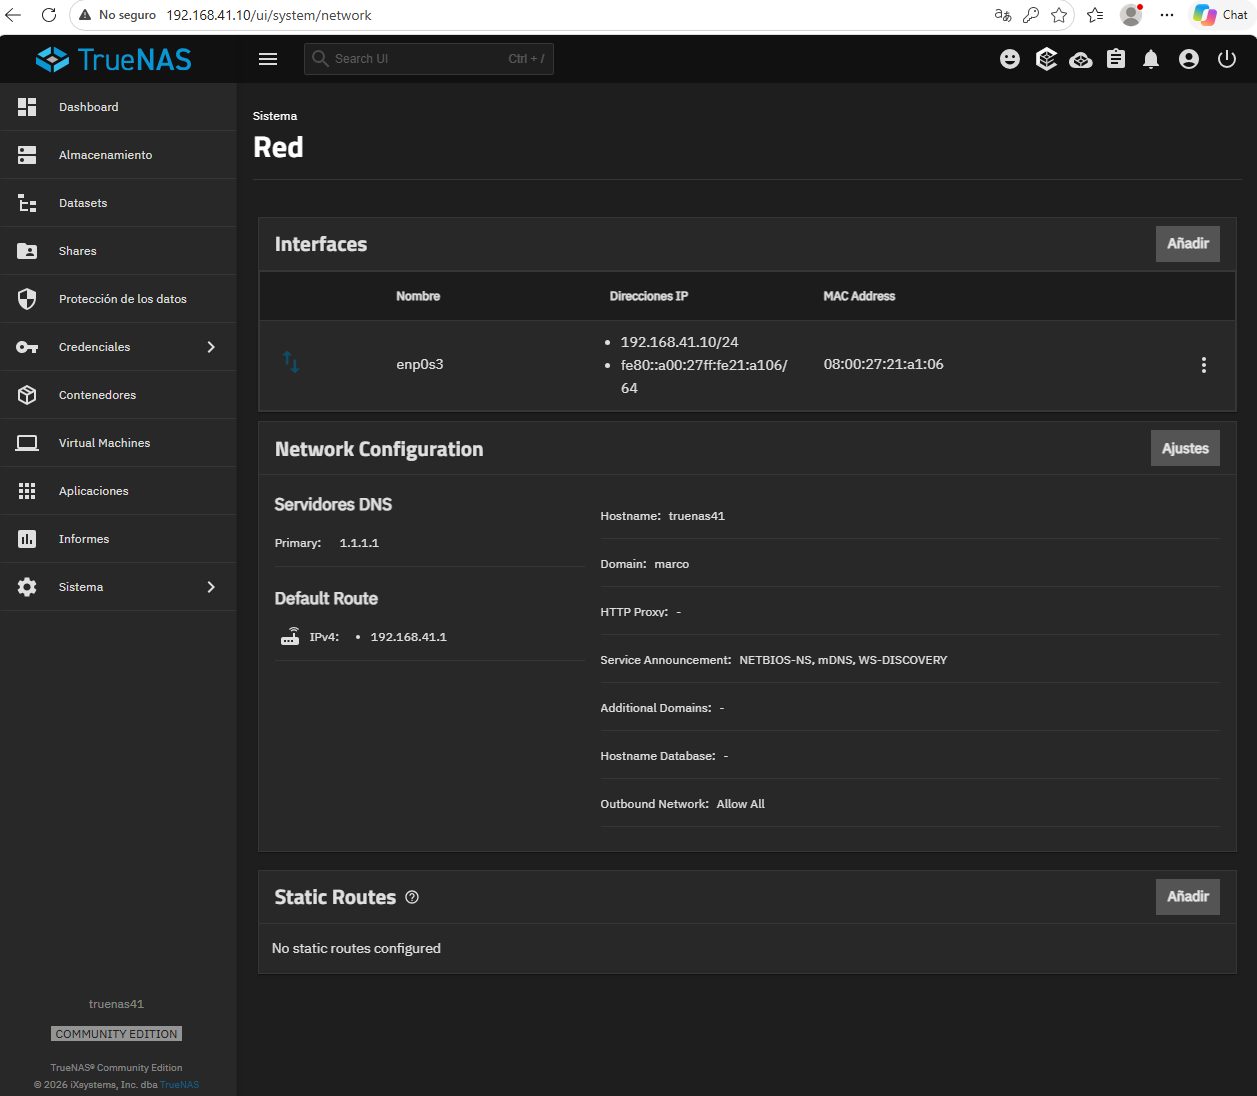 No seguro 192.168.41.10/ui/system/network
Chat
TrueNAS
Search UI Ctrl + /
Dashboard
Almacenamiento
Datasets
Shares
Protección de los datos
Credenciales
Contenedores
Virtual Machines
Aplicaciones
Informes
Sistema
truenas41
COMMUNITY EDITION
TrueNAS® Community Edition
© 2026 iXsystems, Inc. dba TrueNAS
Sistema
Red
Interfaces
Añadir
Nombre Direcciones IP MAC Address
enp0s3
• 192.168.41.10/24
• fe80::a00:27ff:fe21:a106/
64
08:00:27:21:a1:06
Network Configuration
Ajustes
Servidores DNS
Primary: 1.1.1.1
Default Route
IPv4: • 192.168.41.1
Hostname: truenas41
Domain: marco
HTTP Proxy: -
Service Announcement: NETBIOS-NS, mDNS, WS-DISCOVERY
Additional Domains: -
Hostname Database: -
Outbound Network: Allow All
Static Routes
Añadir
No static routes configured